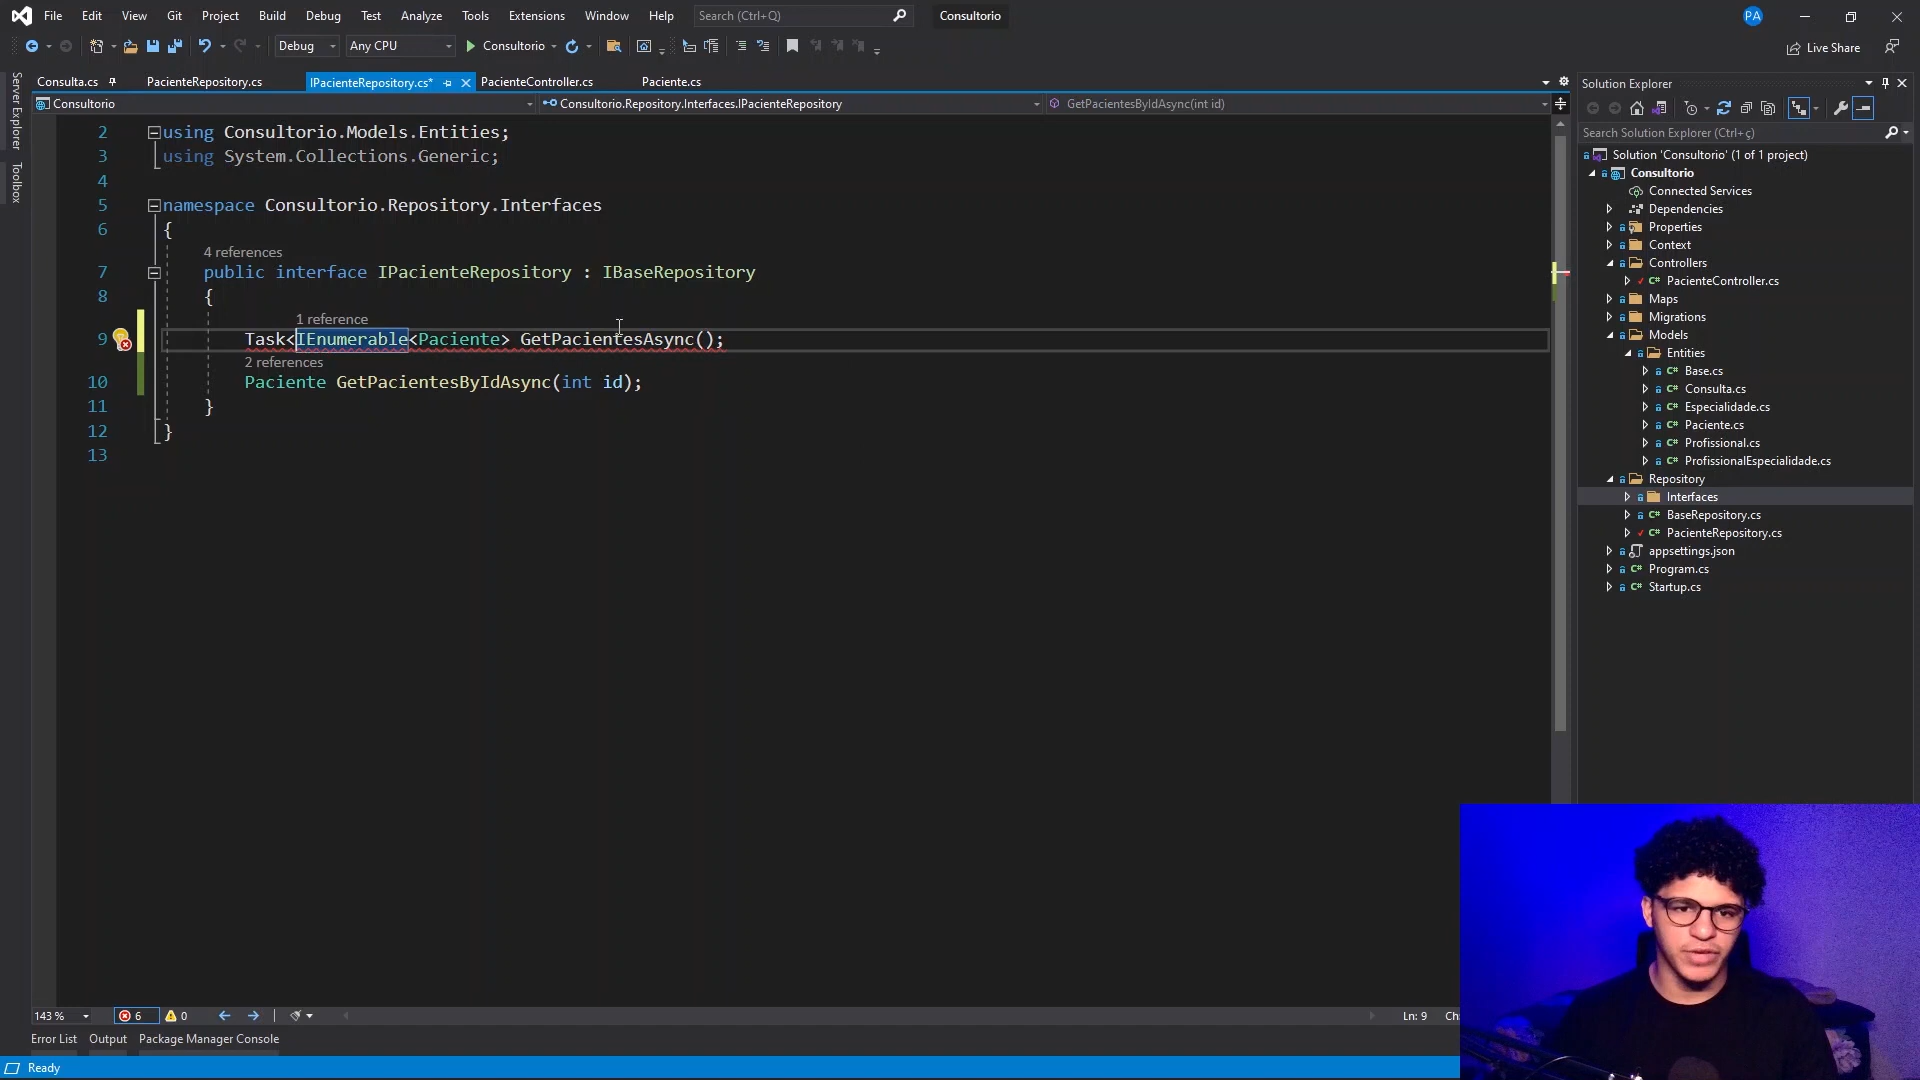 File Edit View Git Project Build Debug Test Analyze Tools Extensions Window Help Search (Ctrl+Q) Consultorio PA
Debug Any CPU Consultorio Live Share
Consulta.cs PacienteRepository.cs IPacienteRepository.cs* PacienteController.cs Paciente.cs
Consultorio Consultorio.Repository.Interfaces.IPacienteRepository GetPacientesByIdAsync(int id)
Server Explorer
Toolbox
2 using Consultorio.Models.Entities;
3 using System.Collections.Generic;
4
5 namespace Consultorio.Repository.Interfaces
6 {
4 references
7 public interface IPacienteRepository : IBaseRepository
8 {
1 reference
9 Task<IEnumerable<Paciente> GetPacientesAsync();
2 references
10 Paciente GetPacientesByIdAsync(int id);
11 }
12 }
13
143 % 6 0 Ln: 9
Error List Output Package Manager Console
Ready
Solution Explorer
Search Solution Explorer (Ctrl+ç)
Solution 'Consultorio' (1 of 1 project)
Consultorio
Connected Services
Dependencies
Properties
Context
Controllers
PacienteController.cs
Maps
Migrations
Models
Entities
Base.cs
Consulta.cs
Especialidade.cs
Paciente.cs
Profissional.cs
ProfissionalEspecialidade.cs
Repository
Interfaces
BaseRepository.cs
PacienteRepository.cs
appsettings.json
Program.cs
Startup.cs